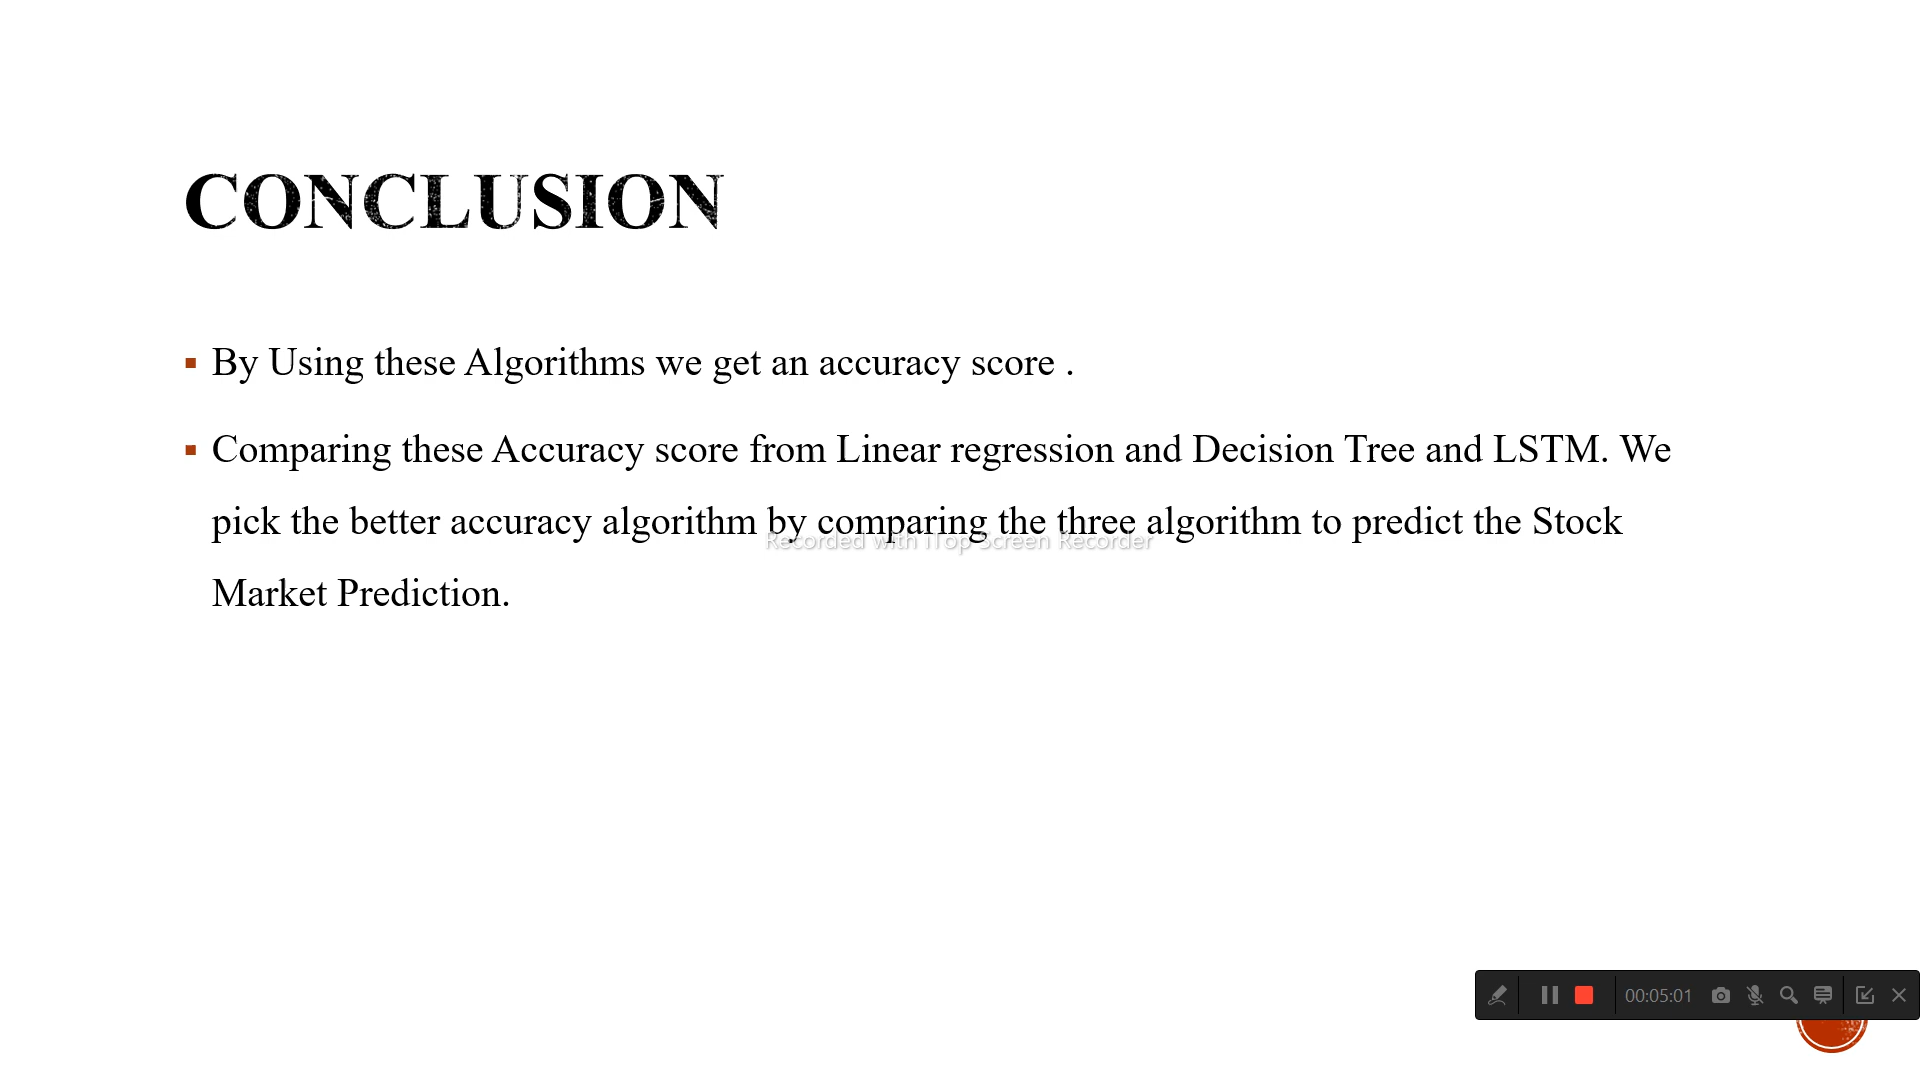 CONCLUSION
▪ By Using these Algorithms we get an accuracy score .
▪ Comparing these Accuracy score from Linear regression and Decision Tree and LSTM. We
pick the better accuracy algorithm by comparing the three algorithm to predict the Stock
Recorded with iTop Screen Recorder
Market Prediction.
00:05:01